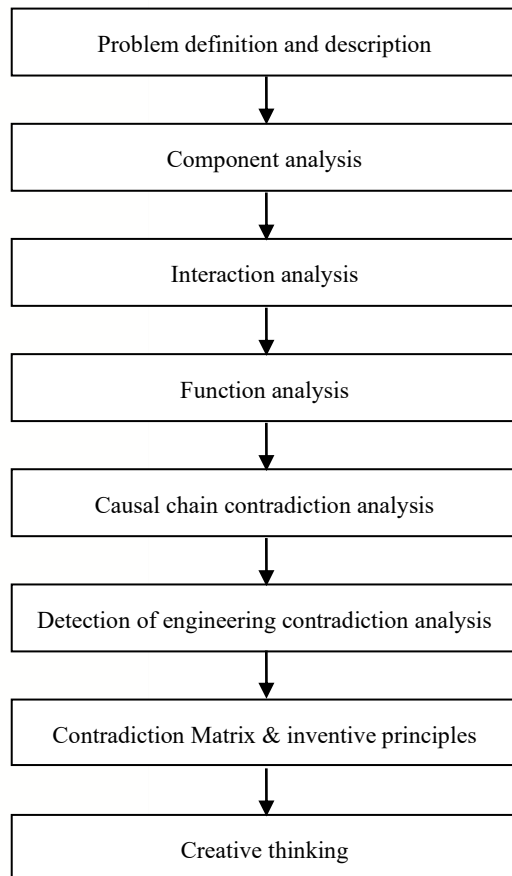 Problem definition and description
Component analysis
Interaction analysis
Function analysis
Causal chain contradiction analysis
Detection of engineering contradiction analysis
Contradiction Matrix & inventive principles
Creative thinking